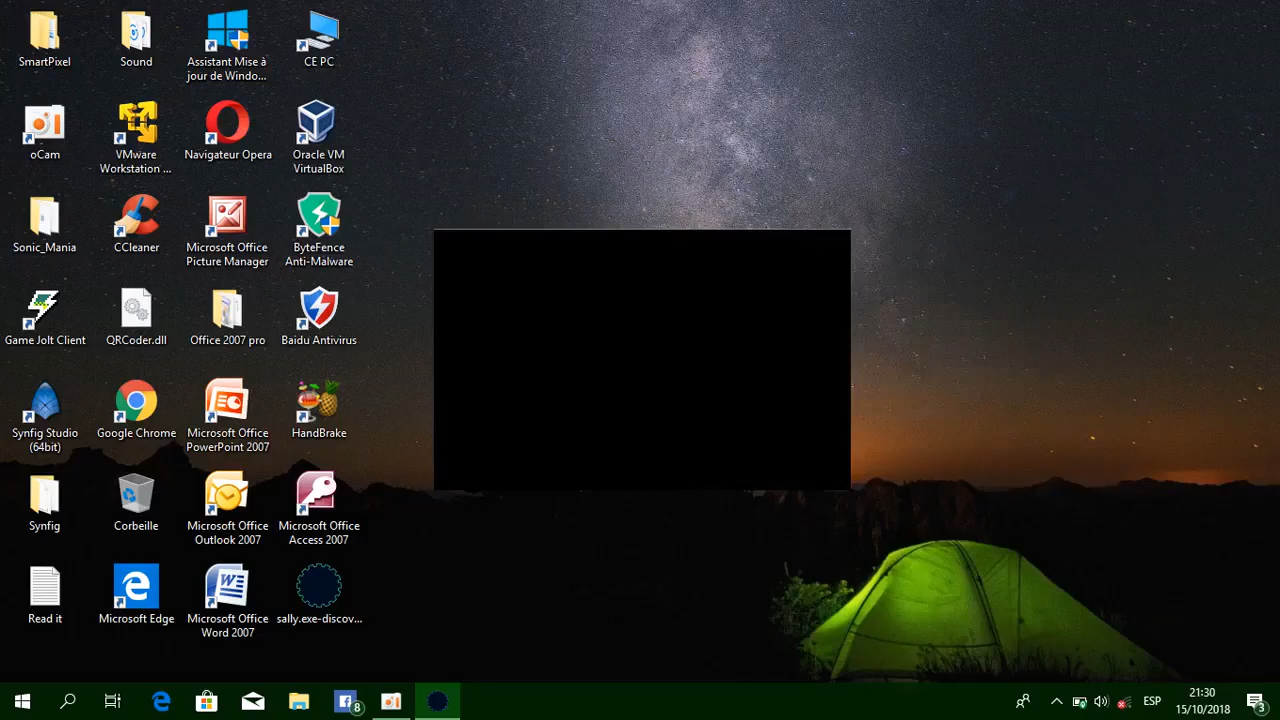 SmartPixel
Sound
Assistant Mise à
jour de Windo...
CE PC
oCam
VMware
Workstation ...
Navigateur Opera
Oracle VM
VirtualBox
Sonic_Mania
CCleaner
Microsoft Office
Picture Manager
ByteFence
Anti-Malware
Game Jolt Client
QRCoder.dll
Office 2007 pro
Baidu Antivirus
Synfig Studio
(64bit)
Google Chrome
Microsoft Office
PowerPoint 2007
HandBrake
Synfig
Corbeille
Microsoft Office
Outlook 2007
Microsoft Office
Access 2007
Read it
Microsoft Edge
Microsoft Office
Word 2007
sally.exe-discov...
8
ESP
21:30
15/10/2018
3